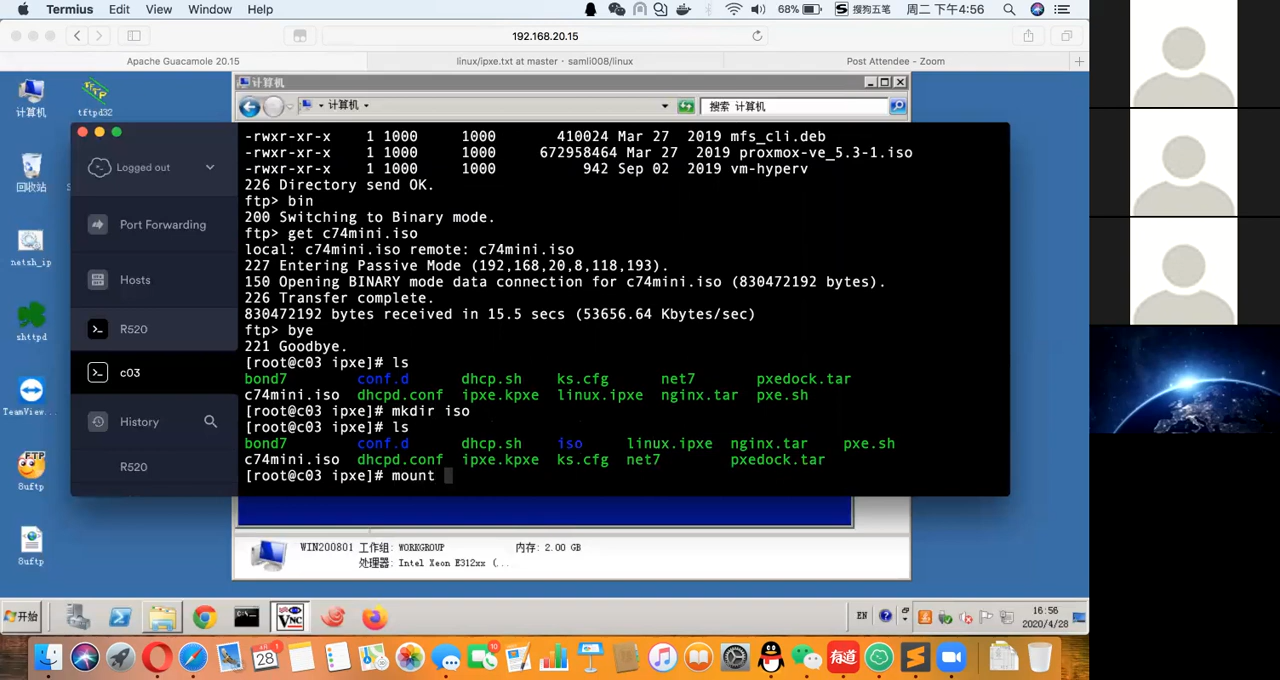 Termius Edit View Window Help 68% 搜狗五笔 周二 下午4:56
192.168.20.15
Apache Guacamole 20.15 linux/ipxe.txt at master · samli008/linux Post Attendee - Zoom
计算机
计算机 搜索 计算机
计算机 tftpd32
回收站
netsh_ip
shttpd
TeamView...
8uftp
8uftp
Logged out
Port Forwarding
Hosts
R520
c03
History
R520
-rwxr-xr-x 1 1000 1000 410024 Mar 27 2019 mfs_cli.deb
-rwxr-xr-x 1 1000 1000 672958464 Mar 27 2019 proxmox-ve_5.3-1.iso
-rwxr-xr-x 1 1000 1000 942 Sep 02 2019 vm-hyperv
226 Directory send OK.
ftp> bin
200 Switching to Binary mode.
ftp> get c74mini.iso
local: c74mini.iso remote: c74mini.iso
227 Entering Passive Mode (192,168,20,8,118,193).
150 Opening BINARY mode data connection for c74mini.iso (830472192 bytes).
226 Transfer complete.
830472192 bytes received in 15.5 secs (53656.64 Kbytes/sec)
ftp> bye
221 Goodbye.
[root@c03 ipxe]# ls
bond7 conf.d dhcp.sh ks.cfg net7 pxedock.tar
c74mini.iso dhcpd.conf ipxe.kpxe linux.ipxe nginx.tar pxe.sh
[root@c03 ipxe]# mkdir iso
[root@c03 ipxe]# ls
bond7 conf.d dhcp.sh iso linux.ipxe nginx.tar pxe.sh
c74mini.iso dhcpd.conf ipxe.kpxe ks.cfg net7 pxedock.tar
[root@c03 ipxe]# mount
WIN200801 工作组: WORKGROUP 内存: 2.00 GB
处理器: Intel Xeon E312xx (...
开始 VNC EN 16:56
2020/4/28
4月
28
10
有道